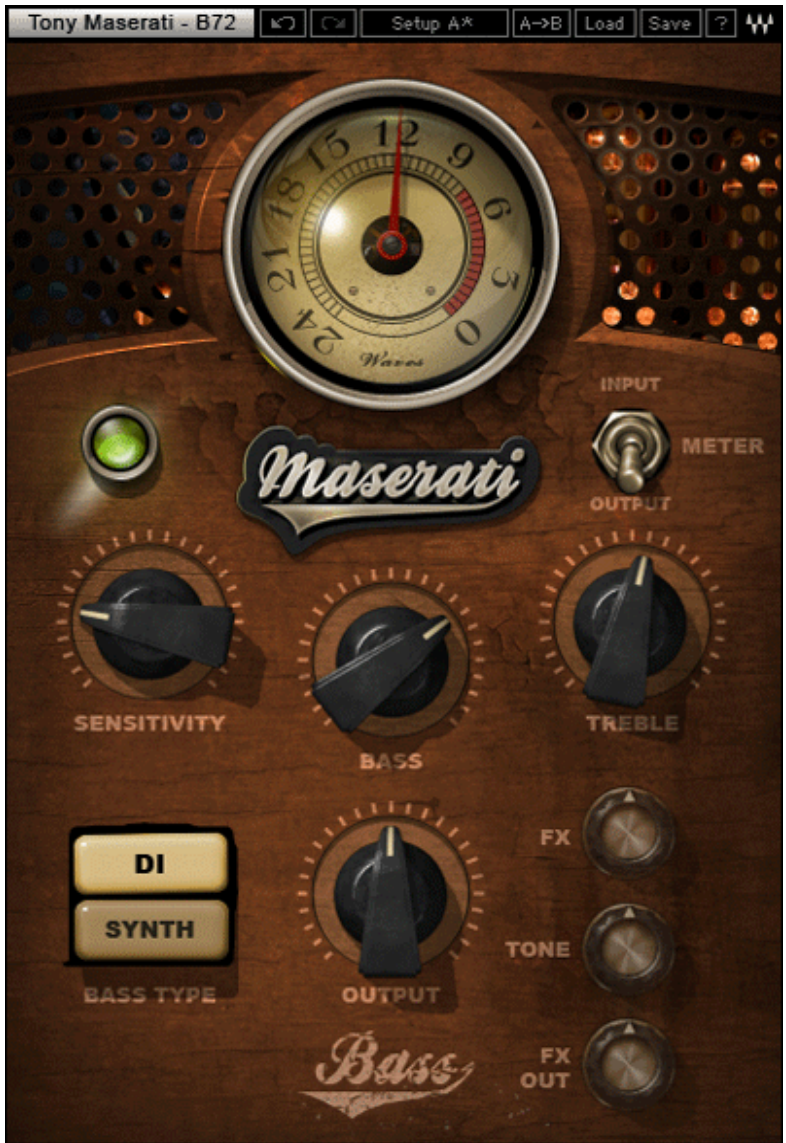 Tony Maserati - B72
Setup A*
A->B
Load
Save
?
24 21 18 15 12 9 6 3 0
Waves
INPUT
METER
OUTPUT
Maserati
SENSITIVITY
BASS
TREBLE
DI
SYNTH
BASS TYPE
OUTPUT
FX
TONE
FX
OUT
Bass